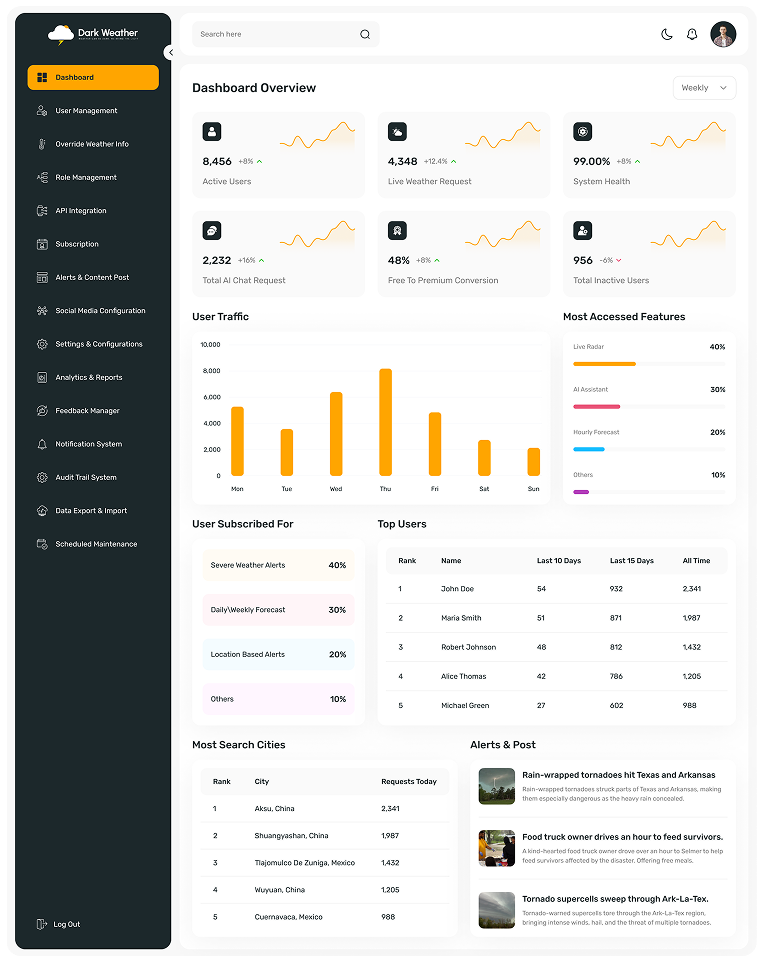 Dark Weather
Search here
Dashboard
User Management
Override Weather Info
Role Management
API Integration
Subscription
Alerts & Content Post
Social Media Configuration
Settings & Configurations
Analytics & Reports
Feedback Manager
Notification System
Audit Trail System
Data Export & Import
Scheduled Maintenance
Log Out
Dashboard Overview
Weekly
8,456 +8%
Active Users
4,348 +12.4%
Live Weather Request
99.00% +8%
System Health
2,232 +16%
Total AI Chat Request
48% +8%
Free To Premium Conversion
956 -6%
Total Inactive Users
User Traffic
10,000
8,000
6,000
4,000
2,000
0
Mon Tue Wed Thu Fri Sat Sun
Most Accessed Features
Live Radar 40%
AI Assistant 30%
Hourly Forecast 20%
Others 10%
User Subscribed For
Severe Weather Alerts 40%
Daily\Weekly Forecast 30%
Location Based Alerts 20%
Others 10%
Top Users
Rank Name Last 10 Days Last 15 Days All Time
1 John Doe 54 932 2,341
2 Maria Smith 51 871 1,987
3 Robert Johnson 48 812 1,432
4 Alice Thomas 42 786 1,205
5 Michael Green 27 602 988
Most Search Cities
Rank City Requests Today
1 Aksu, China 2,341
2 Shuangyashan, China 1,987
3 Tlajomulco De Zuniga, Mexico 1,432
4 Wuyuan, China 1,205
5 Cuernavaca, Mexico 988
Alerts & Post
Rain-wrapped tornadoes hit Texas and Arkansas
Rain-wrapped tornadoes struck parts of Texas and Arkansas, making
them especially dangerous as the heavy rain concealed.
Food truck owner drives an hour to feed survivors.
A kind-hearted food truck owner drove over an hour to Selmer to help
feed survivors affected by the disaster. Offering free meals.
Tornado supercells sweep through Ark-La-Tex.
Tornado-warned supercells tore through the Ark-La-Tex region,
bringing intense winds, hail, and the threat of multiple tornadoes.